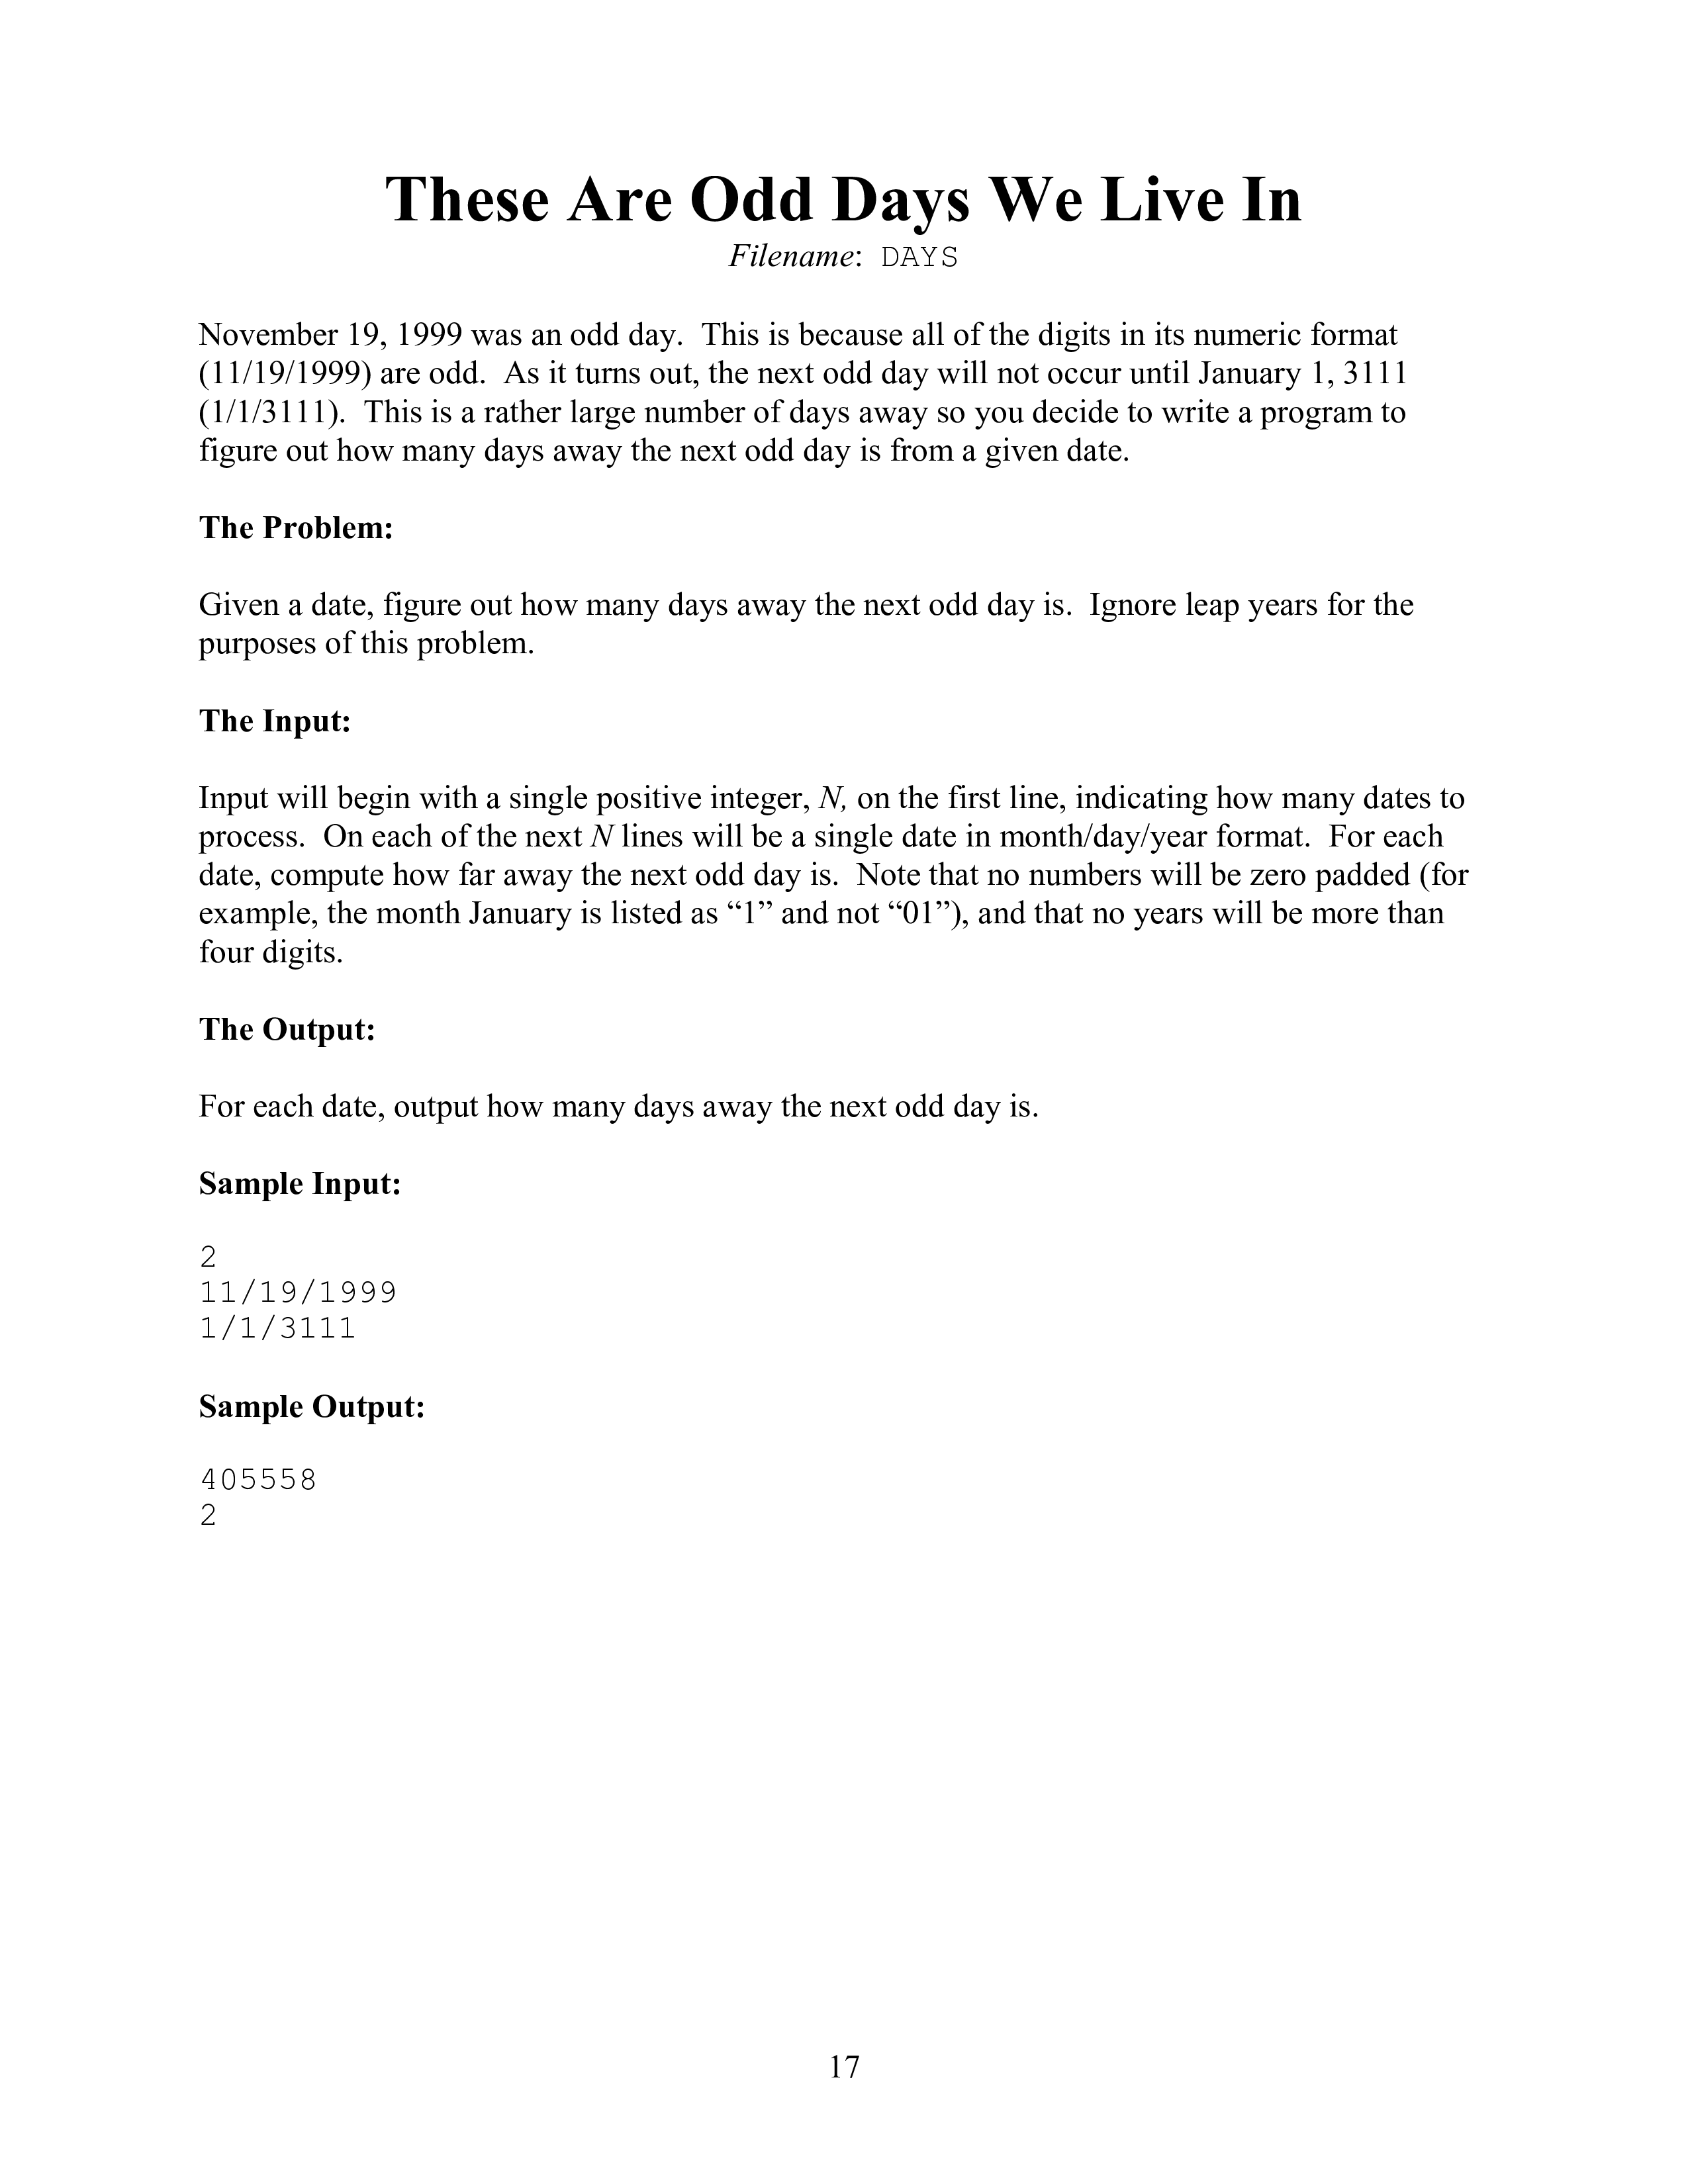 These Are Odd Days We Live In
Filename: DAYS
November 19, 1999 was an odd day. This is because all of the digits in its numeric format
(11/19/1999) are odd. As it turns out, the next odd day will not occur until January 1, 3111
(1/1/3111). This is a rather large number of days away so you decide to write a program to
figure out how many days away the next odd day is from a given date.
The Problem:
Given a date, figure out how many days away the next odd day is. Ignore leap years for the
purposes of this problem.
The Input:
Input will begin with a single positive integer, N, on the first line, indicating how many dates to
process. On each of the next N lines will be a single date in month/day/year format. For each
date, compute how far away the next odd day is. Note that no numbers will be zero padded (for
example, the month January is listed as “1” and not “01”), and that no years will be more than
four digits.
The Output:
For each date, output how many days away the next odd day is.
Sample Input:
2
11/19/1999
1/1/3111
Sample Output:
405558
2
17